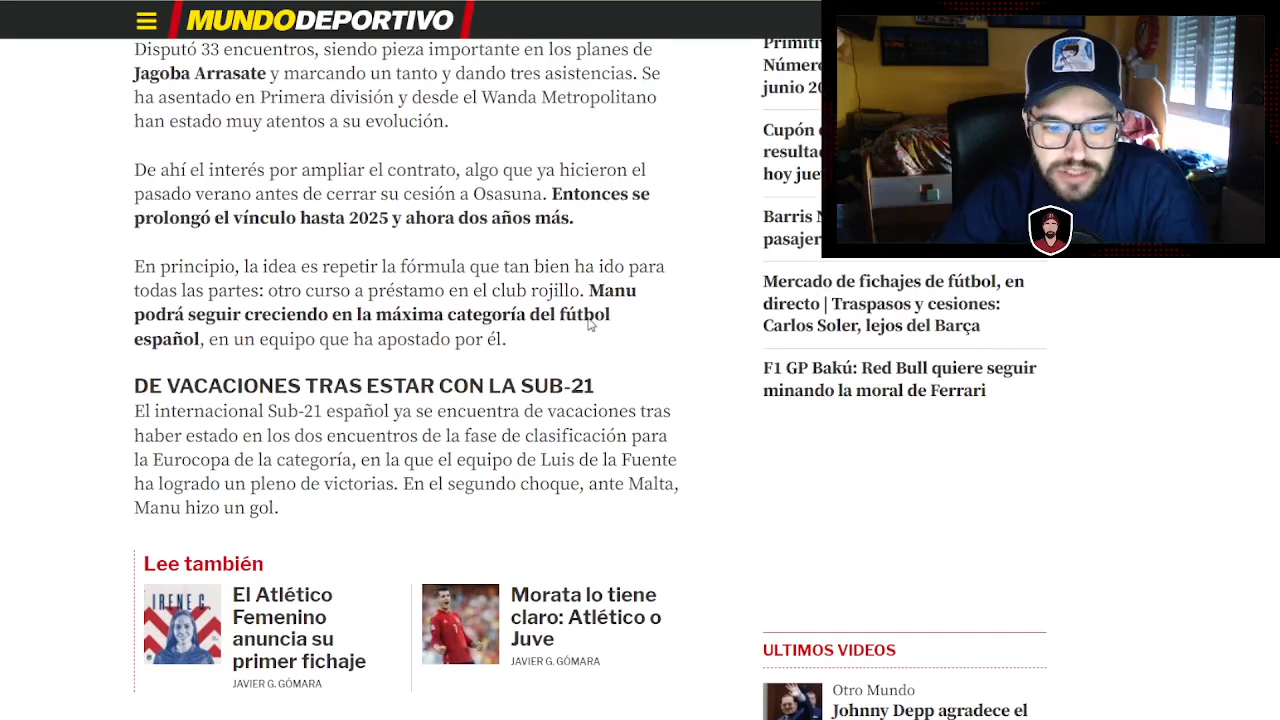 MUNDODEPORTIVO
Disputó 33 encuentros, siendo pieza importante en los planes de
Jagoba Arrasate y marcando un tanto y dando tres asistencias. Se
ha asentado en Primera división y desde el Wanda Metropolitano
han estado muy atentos a su evolución.
De ahí el interés por ampliar el contrato, algo que ya hicieron el
pasado verano antes de cerrar su cesión a Osasuna. Entonces se
prolongó el vínculo hasta 2025 y ahora dos años más.
En principio, la idea es repetir la fórmula que tan bien ha ido para
todas las partes: otro curso a préstamo en el club rojillo. Manu
podrá seguir creciendo en la máxima categoría del fútbol
español, en un equipo que ha apostado por él.
DE VACACIONES TRAS ESTAR CON LA SUB-21
El internacional Sub-21 español ya se encuentra de vacaciones tras
haber estado en los dos encuentros de la fase de clasificación para
la Eurocopa de la categoría, en la que el equipo de Luis de la Fuente
ha logrado un pleno de victorias. En el segundo choque, ante Malta,
Manu hizo un gol.
Lee también
IRENE G.
El Atlético
Femenino
anuncia su
primer fichaje
JAVIER G. GÓMARA
Morata lo tiene
claro: Atlético o
Juve
JAVIER G. GÓMARA
Número
junio
Cupón
hoy
Barris
Mercado de fichajes de fútbol, en
directo | Traspasos y cesiones:
Carlos Soler, lejos del Barça
F1 GP Bakú: Red Bull quiere seguir
minando la moral de Ferrari
ULTIMOS VIDEOS
Otro Mundo
Johnny Depp agradece el